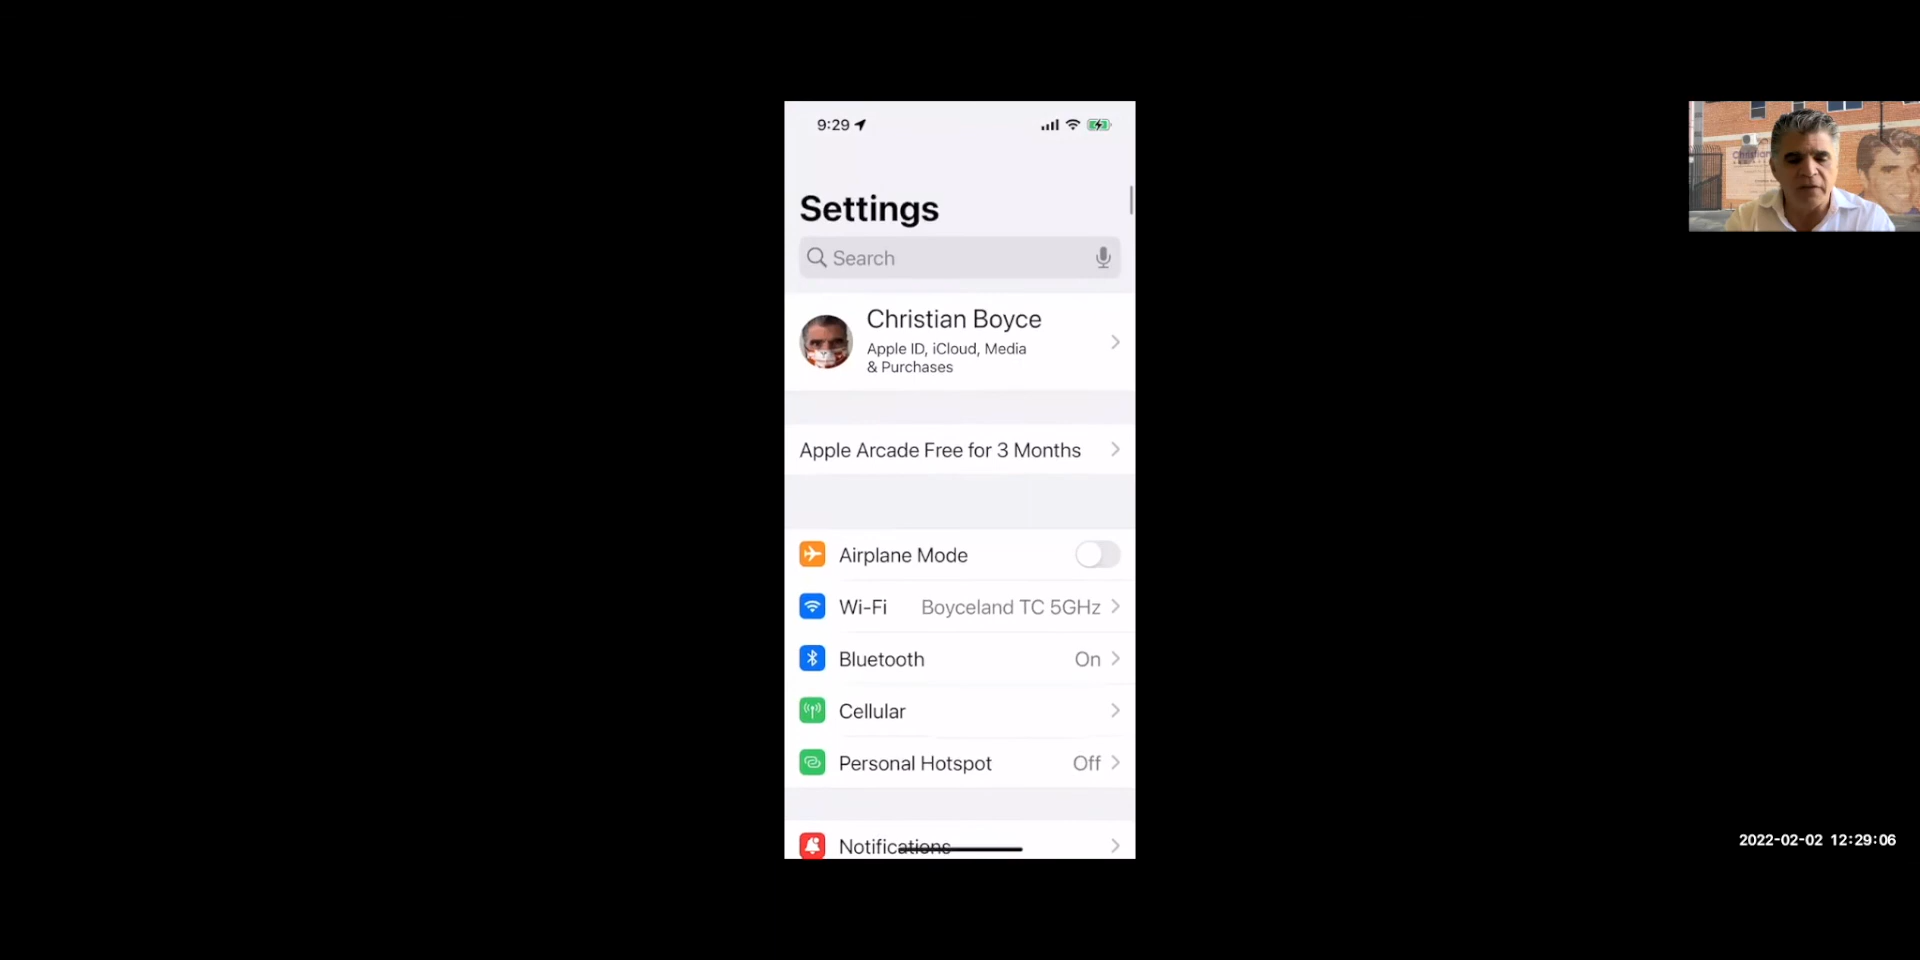 9:29
Settings
Search
Christian Boyce
Apple ID, iCloud, Media
& Purchases
Apple Arcade Free for 3 Months
Airplane Mode
Wi-Fi Boyceland TC 5GHz
Bluetooth On
Cellular
Personal Hotspot Off
Notifications
Christian
2022-02-02 12:29:06